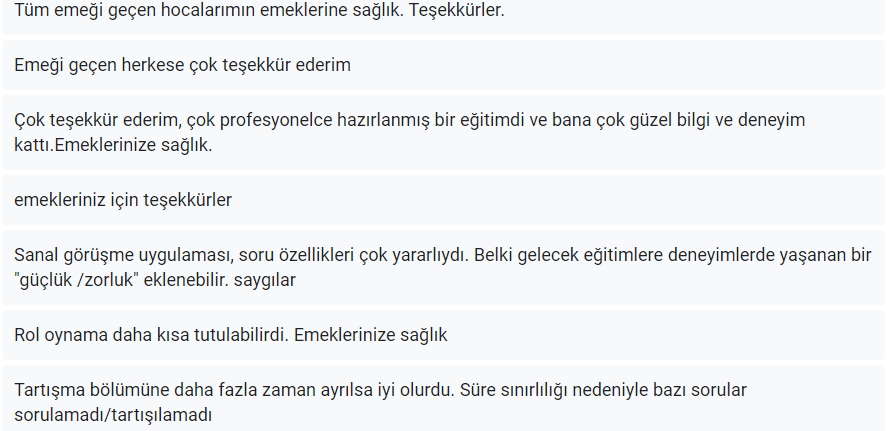 Tüm emeği geçen hocalarımın emeklerine sağlık. Teşekkürler.
Emeği geçen herkese çok teşekkür ederim
Çok teşekkür ederim, çok profesyonelce hazırlanmış bir eğitimdi ve bana çok güzel bilgi ve deneyim
kattı.Emeklerinize sağlık.
emekleriniz için teşekkürler
Sanal görüşme uygulaması, soru özellikleri çok yararlıydı. Belki gelecek eğitimlere deneyimlerde yaşanan bir
"güçlük /zorluk" eklenebilir. saygılar
Rol oynama daha kısa tutulabilirdi. Emeklerinize sağlık
Tartışma bölümüne daha fazla zaman ayrılsa iyi olurdu. Süre sınırlılığı nedeniyle bazı sorular
sorulamadı/tartışılamadı